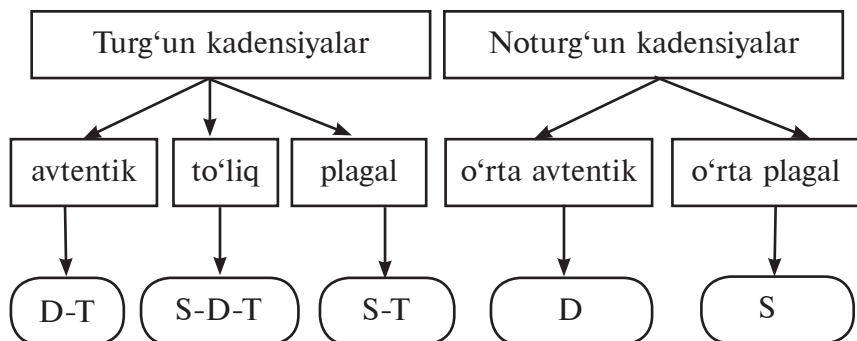 Turg‘un kadensiyalar
Noturg‘un kadensiyalar
avtentik
to‘liq
plagal
o‘rta avtentik
o‘rta plagal
D-T
S-D-T
S-T
D
S